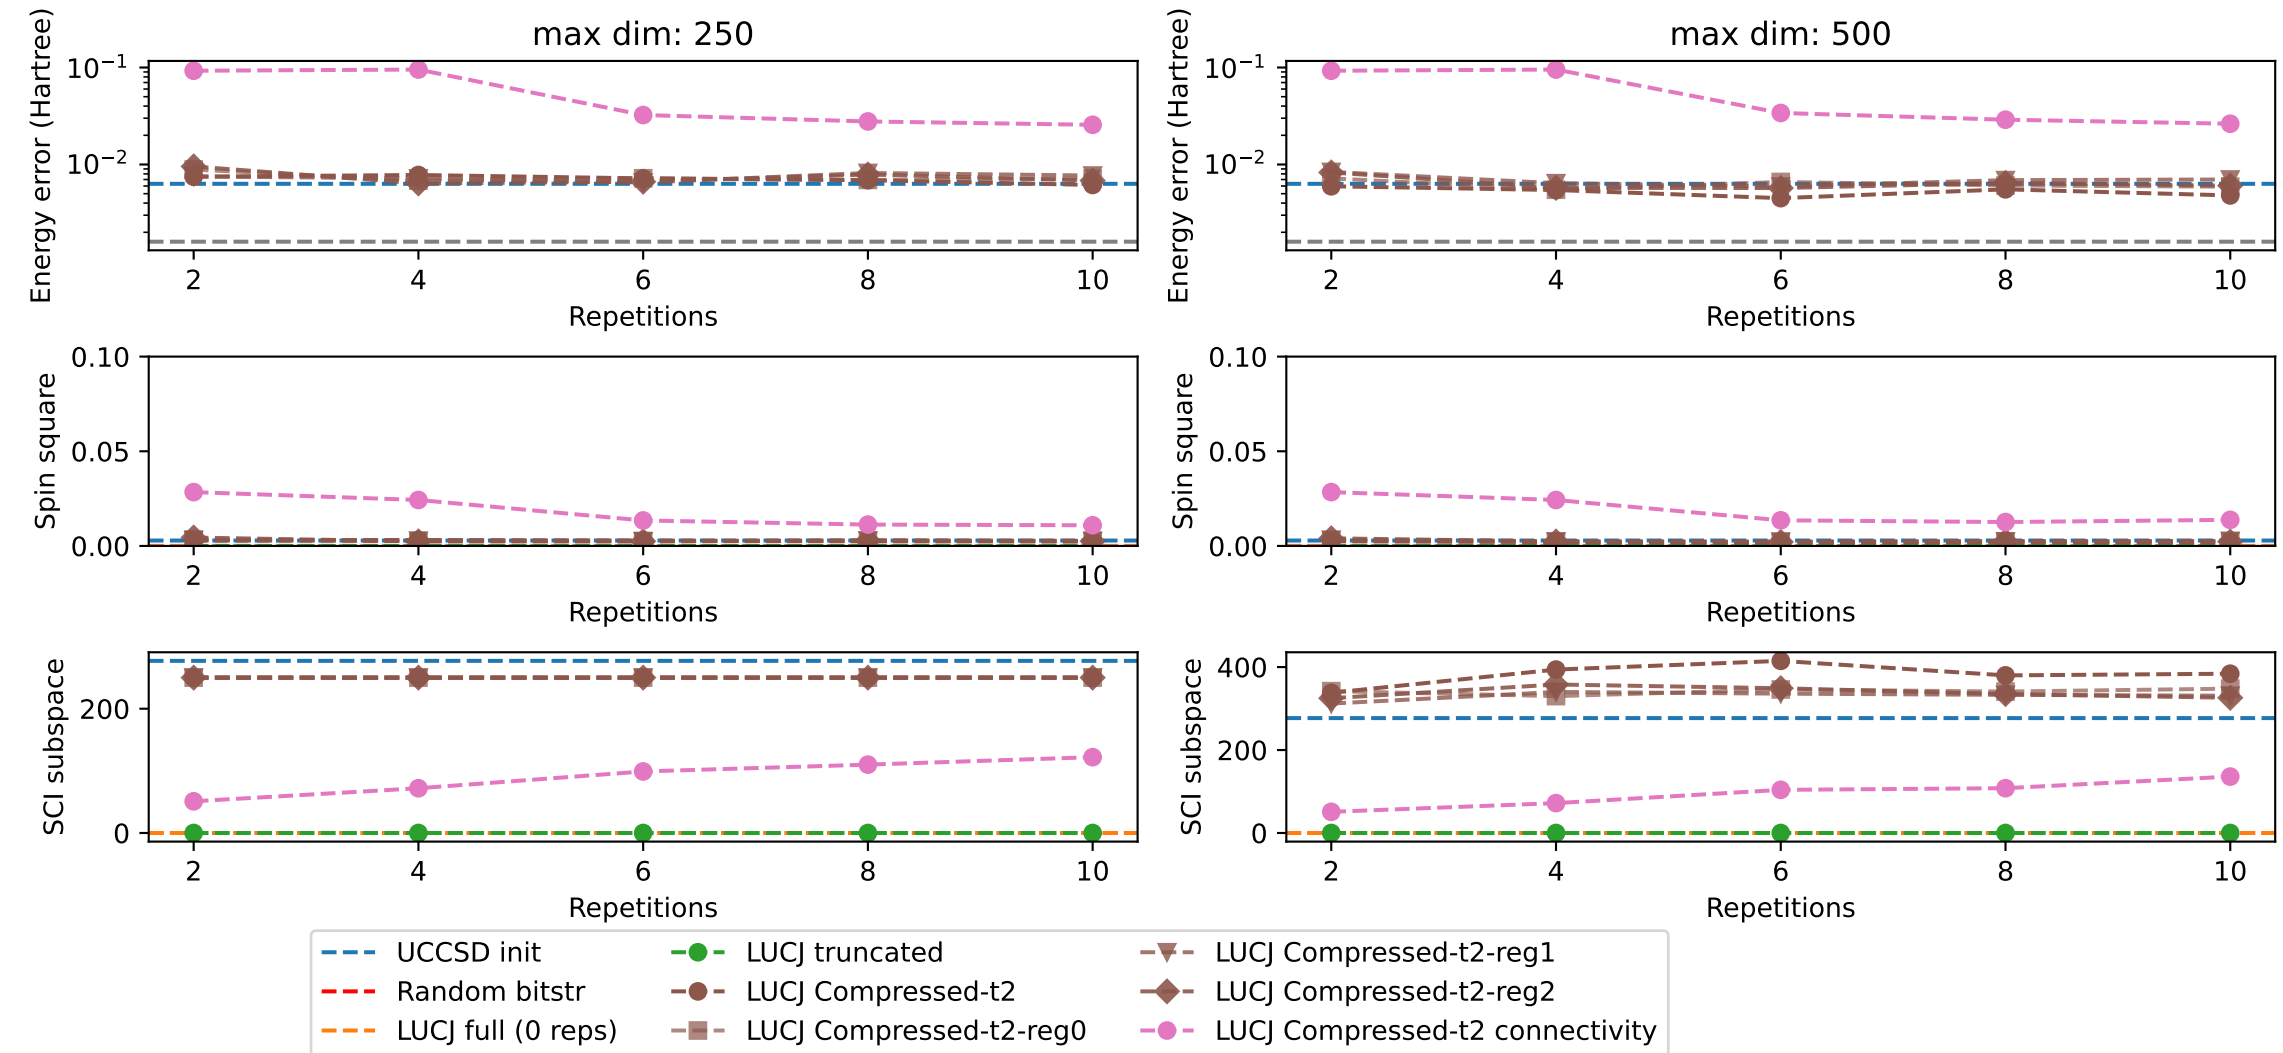 max dim: 250
max dim: 500
Energy error (Hartree)
10⁻¹
10⁻²
2 4 6 8 10
Repetitions
Energy error (Hartree)
10⁻¹
10⁻²
2 4 6 8 10
Repetitions
Spin square
0.10
0.05
0.00
2 4 6 8 10
Repetitions
Spin square
0.10
0.05
0.00
2 4 6 8 10
Repetitions
SCI subspace
200
0
2 4 6 8 10
Repetitions
SCI subspace
400
200
0
2 4 6 8 10
Repetitions
UCCSD init
Random bitstr
LUCJ full (0 reps)
LUCJ truncated
LUCJ Compressed-t2
LUCJ Compressed-t2-reg0
LUCJ Compressed-t2-reg1
LUCJ Compressed-t2-reg2
LUCJ Compressed-t2 connectivity